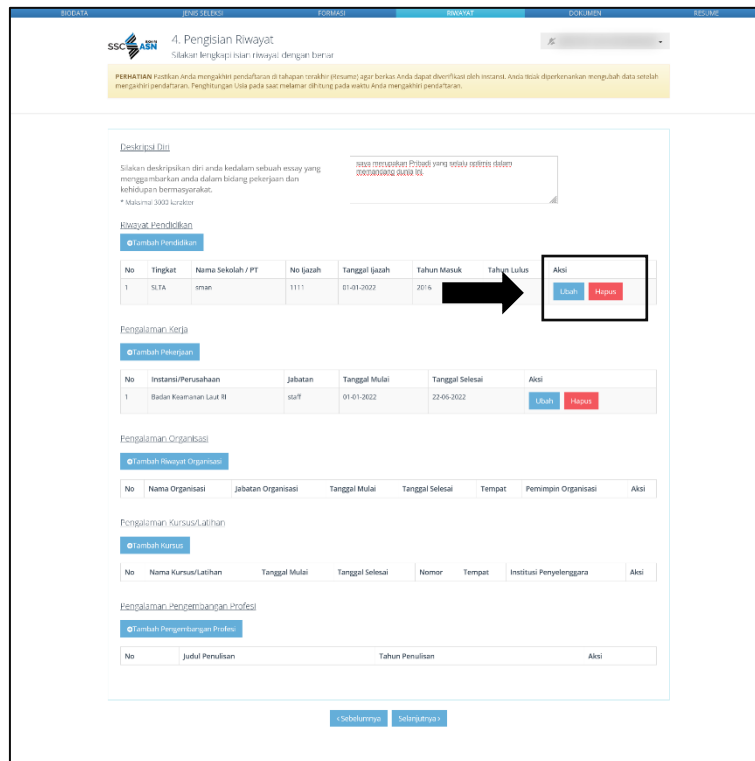 BIODATA JENIS SELEKSI FORMASI RIWAYAT DOKUMEN RESUME
SSC ASN
4. Pengisian Riwayat
Silakan lengkapi isian riwayat dengan benar
PERHATIAN Pastikan Anda mengakhiri pendaftaran di tahapan terakhir (Resume) agar berkas Anda dapat diverifikasi oleh instansi. Anda tidak diperkenankan mengubah data setelah
mengakhiri pendaftaran. Penghitungan Usia pada saat melamar dihitung pada waktu Anda mengakhiri pendaftaran.
Deskripsi Diri
Silakan deskripsikan diri anda kedalam sebuah essay yang
menggambarkan anda dalam bidang pekerjaan dan
kehidupan bermasyarakat.
* Maksimal 3000 karakter
saya merupakan Pribadi yang selalu optimis dalam
memandang dunia ini.
Riwayat Pendidikan
Tambah Pendidikan
No Tingkat Nama Sekolah / PT No Ijazah Tanggal Ijazah Tahun Masuk Tahun Lulus Aksi
1 SLTA sman 1111 01-01-2022 2016 Ubah Hapus
Pengalaman Kerja
Tambah Pekerjaan
No Instansi/Perusahaan Jabatan Tanggal Mulai Tanggal Selesai Aksi
1 Badan Keamanan Laut RI staff 01-01-2022 22-06-2022 Ubah Hapus
Pengalaman Organisasi
Tambah Riwayat Organisasi
No Nama Organisasi Jabatan Organisasi Tanggal Mulai Tanggal Selesai Tempat Pemimpin Organisasi Aksi
Pengalaman Kursus/Latihan
Tambah Kursus
No Nama Kursus/Latihan Tanggal Mulai Tanggal Selesai Nomor Tempat Institusi Penyelenggara Aksi
Pengalaman Pengembangan Profesi
Tambah Pengembangan Profesi
No Judul Penulisan Tahun Penulisan Aksi
‹ Sebelumnya Selanjutnya ›